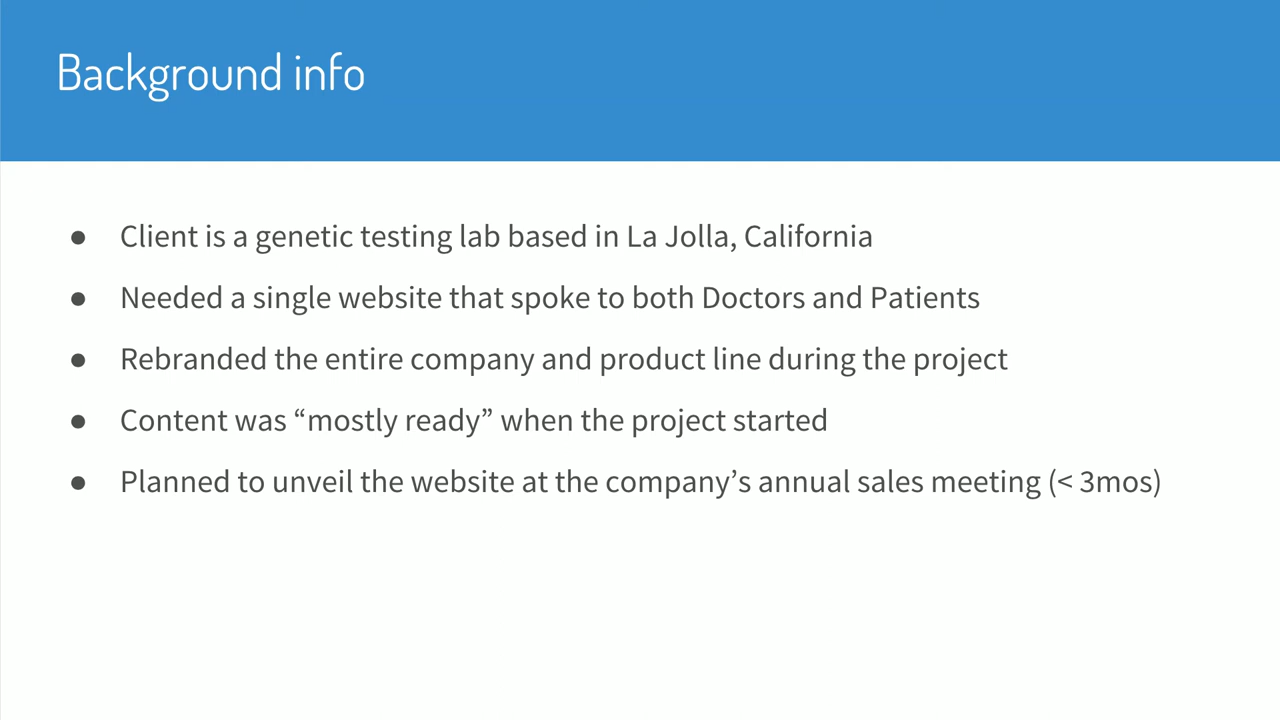 Background info
● Client is a genetic testing lab based in La Jolla, California
● Needed a single website that spoke to both Doctors and Patients
● Rebranded the entire company and product line during the project
● Content was “mostly ready” when the project started
● Planned to unveil the website at the company’s annual sales meeting (< 3mos)